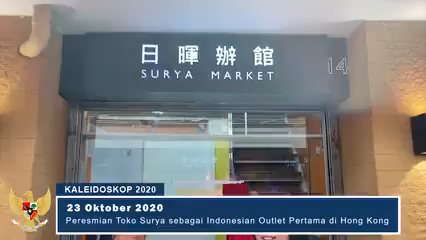 日暉辦館
SURYA MARKET
14
KALEIDOSKOP 2020
23 Oktober 2020
Peresmian Toko Surya sebagai Indonesian Outlet Pertama di Hong Kong